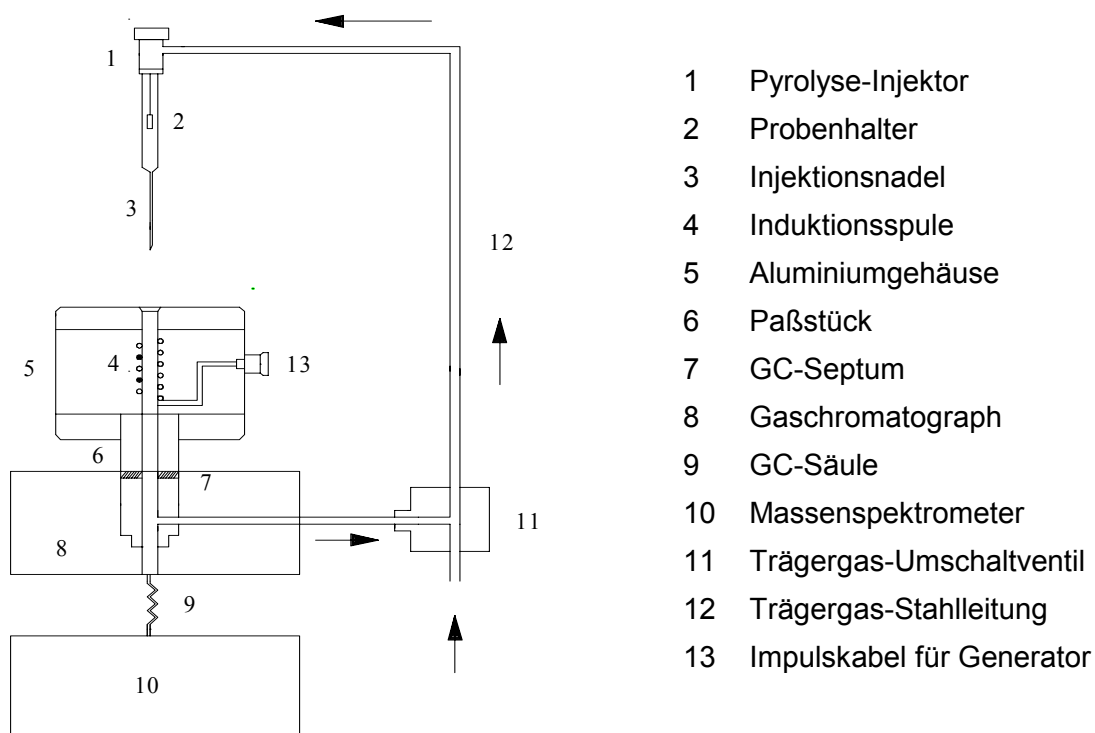 1
2
3
12
4
5
13
6
7
11
8
9
10
1 Pyrolyse-Injektor
2 Probenhalter
3 Injektionsnadel
4 Induktionsspule
5 Aluminiumgehäuse
6 Paßstück
7 GC-Septum
8 Gaschromatograph
9 GC-Säule
10 Massenspektrometer
11 Trägergas-Umschaltventil
12 Trägergas-Stahlleitung
13 Impulskabel für Generator